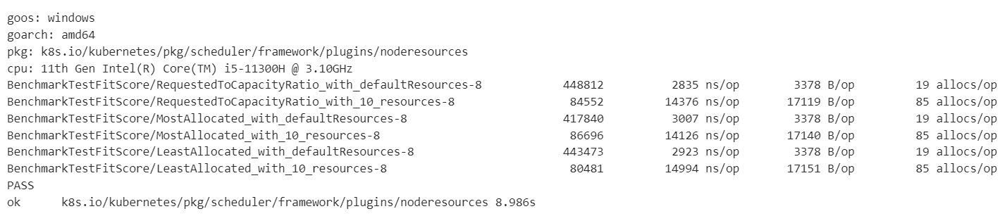 goos: windows
goarch: amd64
pkg: k8s.io/kubernetes/pkg/scheduler/framework/plugins/noderesources
cpu: 11th Gen Intel(R) Core(TM) i5-11300H @ 3.10GHz
BenchmarkTestFitScore/RequestedToCapacityRatio_with_defaultResources-8 448812 2835 ns/op 3378 B/op 19 allocs/op
BenchmarkTestFitScore/RequestedToCapacityRatio_with_10_resources-8 84552 14376 ns/op 17119 B/op 85 allocs/op
BenchmarkTestFitScore/MostAllocated_with_defaultResources-8 417840 3007 ns/op 3378 B/op 19 allocs/op
BenchmarkTestFitScore/MostAllocated_with_10_resources-8 86696 14126 ns/op 17140 B/op 85 allocs/op
BenchmarkTestFitScore/LeastAllocated_with_defaultResources-8 443473 2923 ns/op 3378 B/op 19 allocs/op
BenchmarkTestFitScore/LeastAllocated_with_10_resources-8 80481 14994 ns/op 17151 B/op 85 allocs/op
PASS
ok k8s.io/kubernetes/pkg/scheduler/framework/plugins/noderesources 8.986s